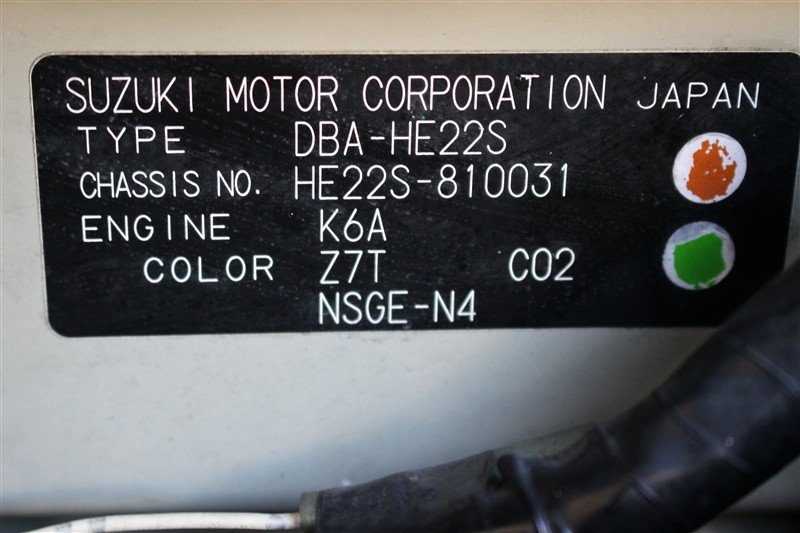 SUZUKI MOTOR CORPORATION JAPAN
TYPE DBA-HE22S
CHASSIS NO. HE22S-810031
ENGINE K6A
COLOR Z7T C02
NSGE-N4